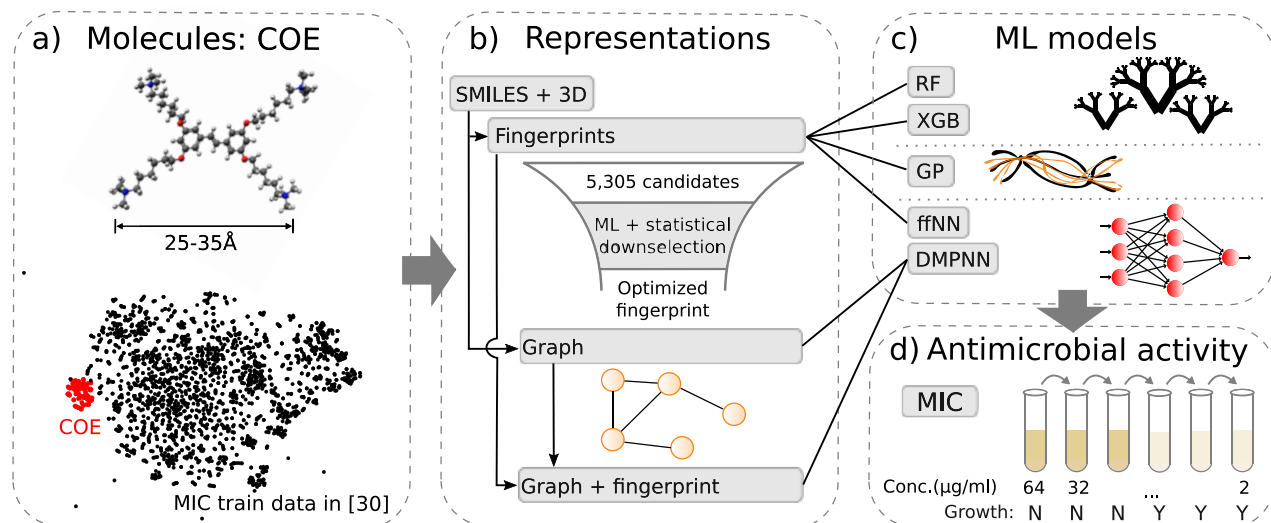 a) Molecules: COE
25-35Å
COE
MIC train data in [30]
b) Representations
SMILES + 3D
Fingerprints
5,305 candidates
ML + statistical
downselection
Optimized
fingerprint
Graph
Graph + fingerprint
c) ML models
RF
XGB
GP
ffNN
DMPNN
d) Antimicrobial activity
MIC
Conc.(μg/ml) 64 32 ... 2
Growth: N N N Y Y Y